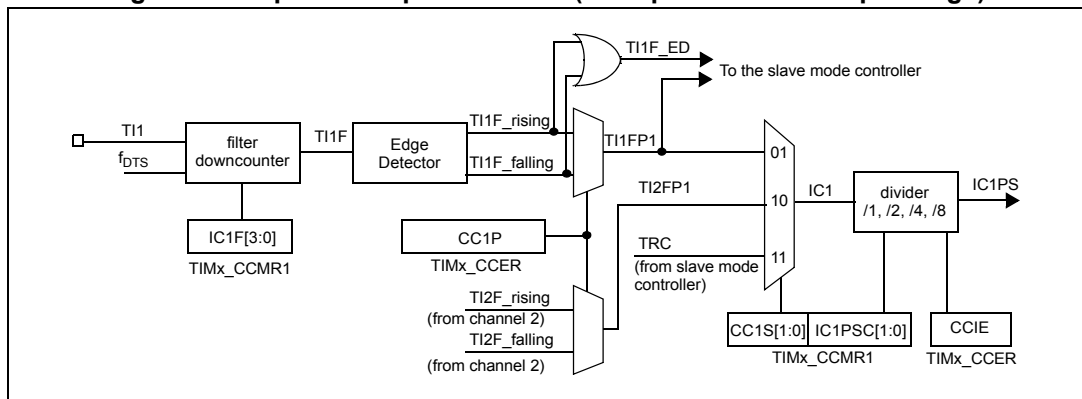 TI1F_ED
To the slave mode controller
TI1F_rising
TI1
filter
downcounter
TI1F
Edge
Detector
TI1FP1
01
fDTS
TI1F_falling
TI2FP1
10
IC1
divider
/1, /2, /4, /8
IC1PS
IC1F[3:0]
TIMx_CCMR1
CC1P
TIMx_CCER
TRC
11
(from slave mode
controller)
TI2F_rising
(from channel 2)
TI2F_falling
(from channel 2)
CC1S[1:0]
IC1PSC[1:0]
CCIE
TIMx_CCMR1
TIMx_CCER